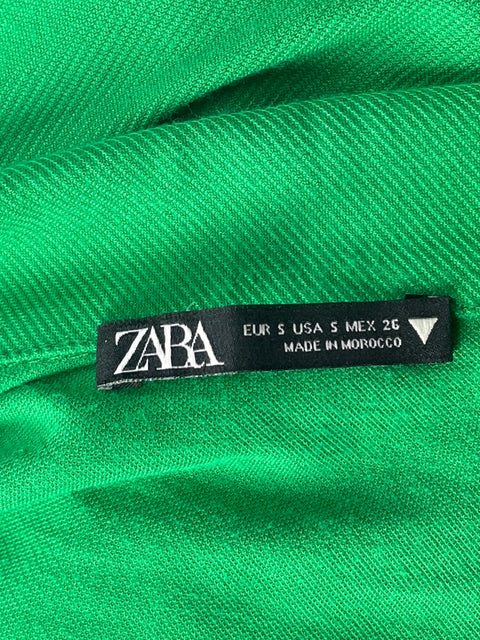 ZARA
EUR S USA S MEX 26
MADE IN MOROCCO